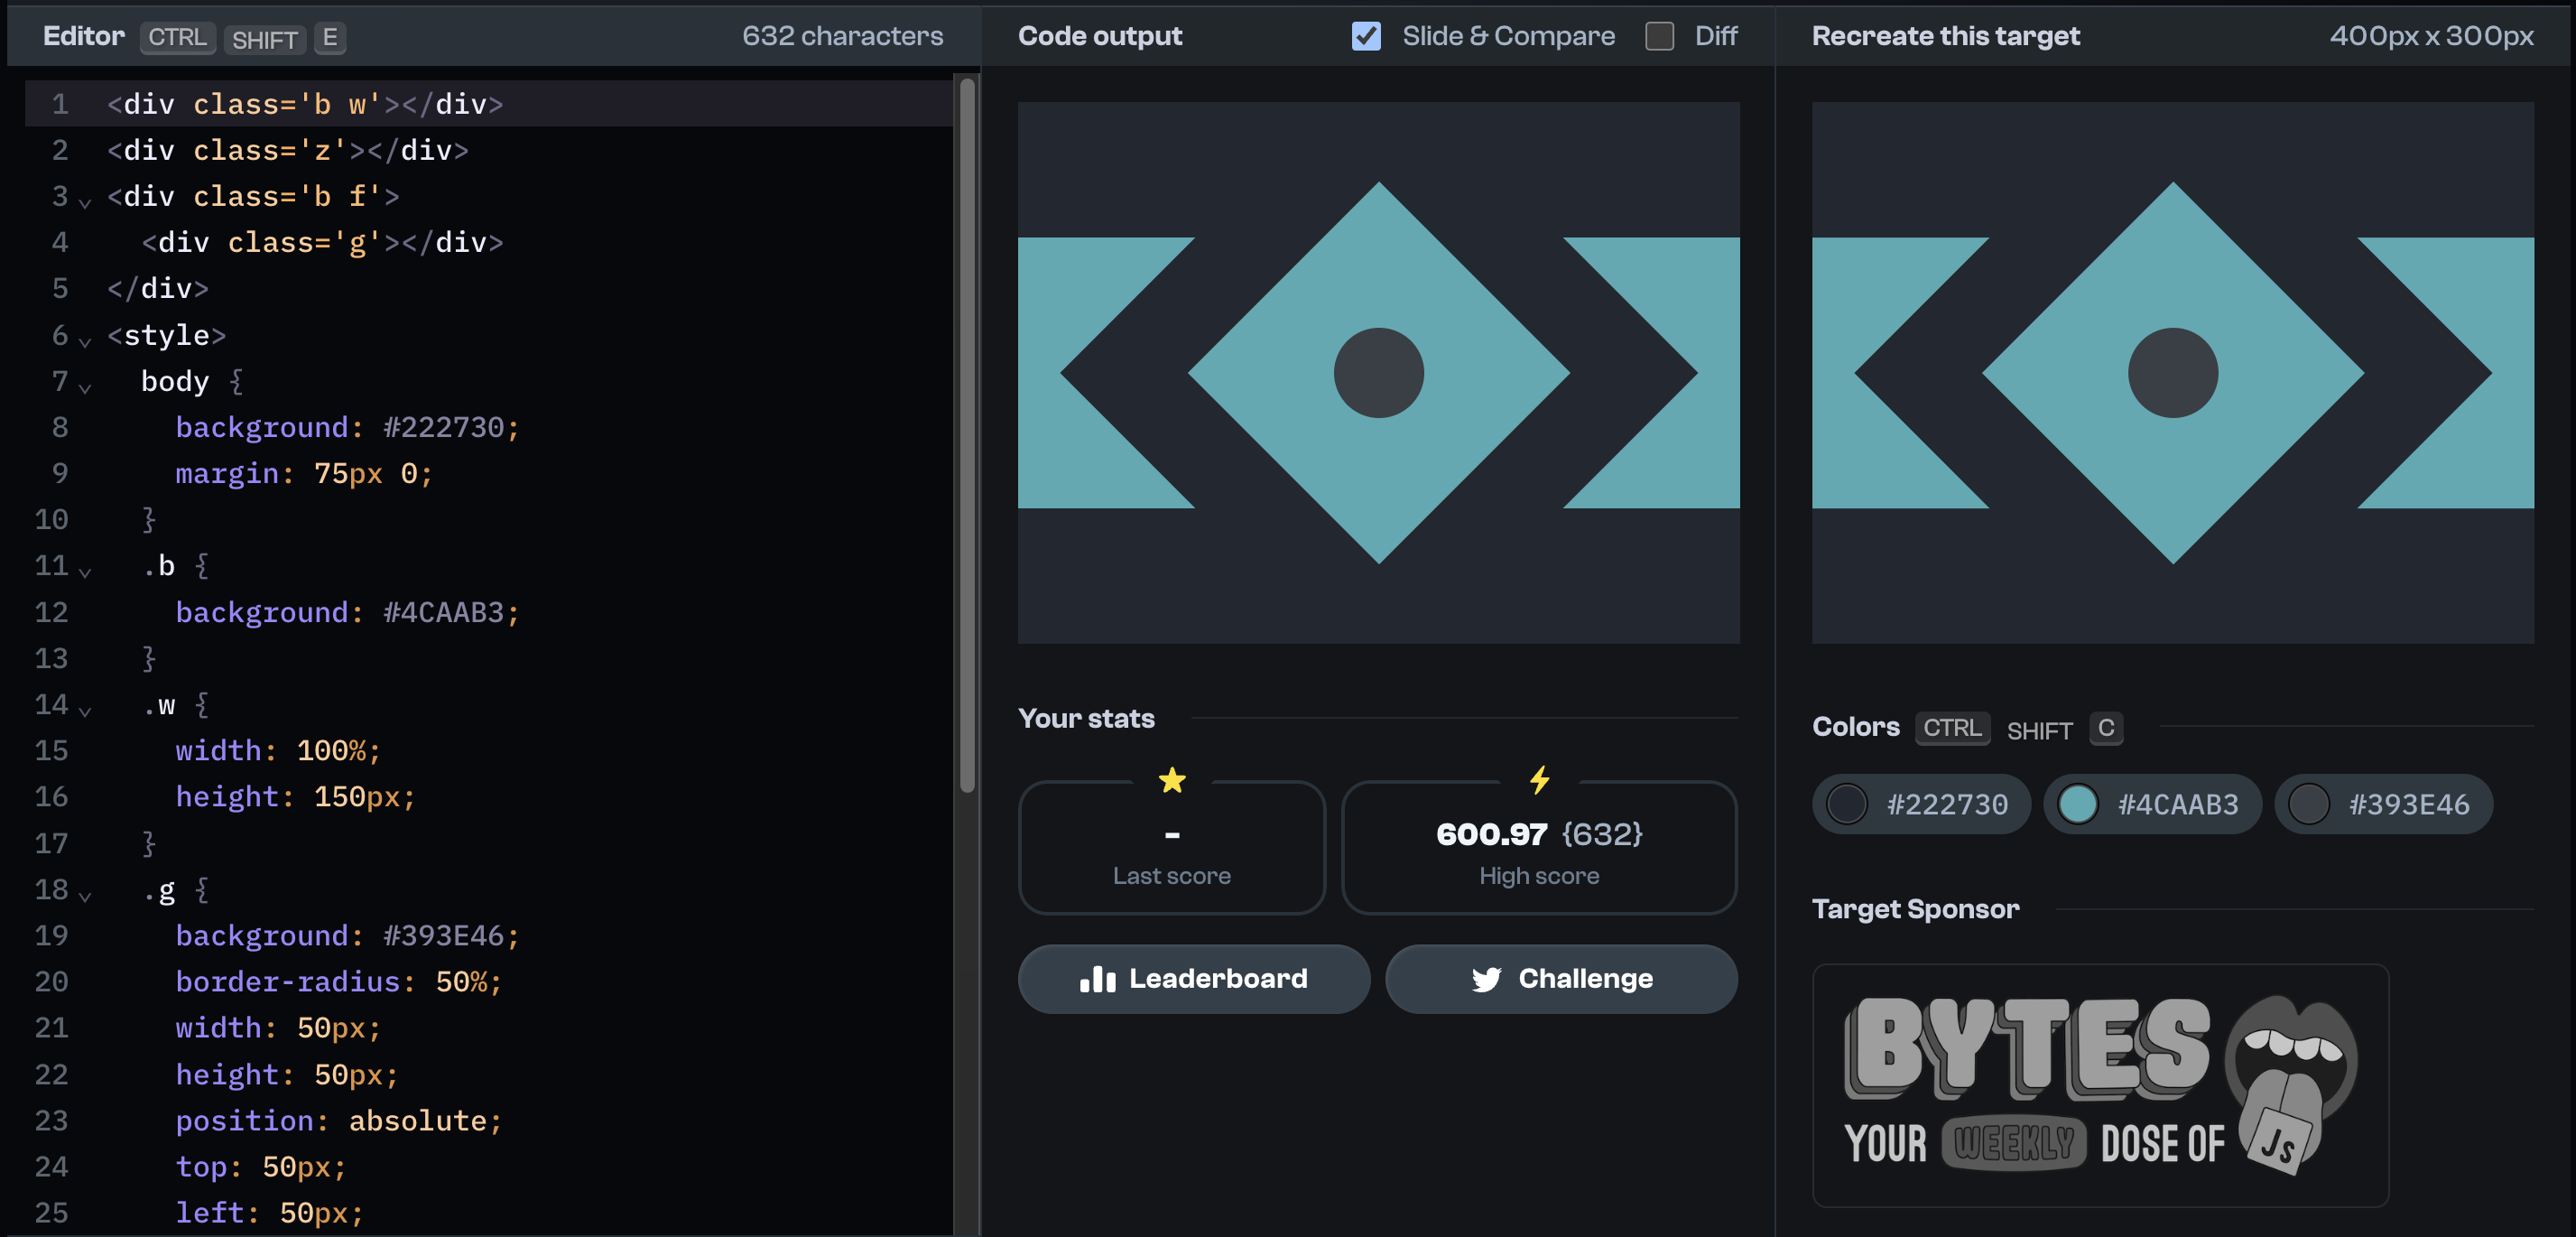 Editor CTRL SHIFT E 632 characters
1 <div class='b w'></div>
2 <div class='z'></div>
3 <div class='b f'>
4 <div class='g'></div>
5 </div>
6 <style>
7 body {
8 background: #222730;
9 margin: 75px 0;
10 }
11 .b {
12 background: #4CAAB3;
13 }
14 .w {
15 width: 100%;
16 height: 150px;
17 }
18 .g {
19 background: #393E46;
20 border-radius: 50%;
21 width: 50px;
22 height: 50px;
23 position: absolute;
24 top: 50px;
25 left: 50px;
Code output Slide & Compare Diff
Your stats
-
Last score
600.97 {632}
High score
Leaderboard Challenge
Recreate this target 400px x 300px
Colors CTRL SHIFT C
#222730 #4CAAB3 #393E46
Target Sponsor
BYTES
YOUR WEEKLY DOSE OF JS